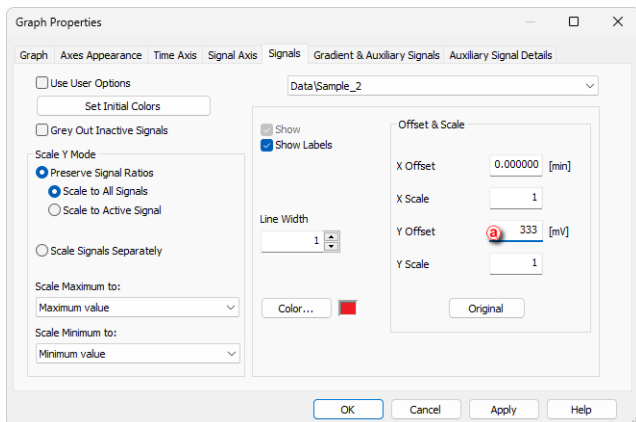 Graph Properties
Graph Axes Appearance Time Axis Signal Axis Signals Gradient & Auxiliary Signals Auxiliary Signal Details
Use User Options
Data\Sample_2
Set Initial Colors
Grey Out Inactive Signals
Scale Y Mode
Preserve Signal Ratios
Scale to All Signals
Scale to Active Signal
Scale Signals Separately
Scale Maximum to:
Maximum value
Scale Minimum to:
Minimum value
Show
Show Labels
Line Width
1
Color...
Offset & Scale
X Offset 0.000000 [min]
X Scale 1
Y Offset a 333 [mV]
Y Scale 1
Original
OK Cancel Apply Help